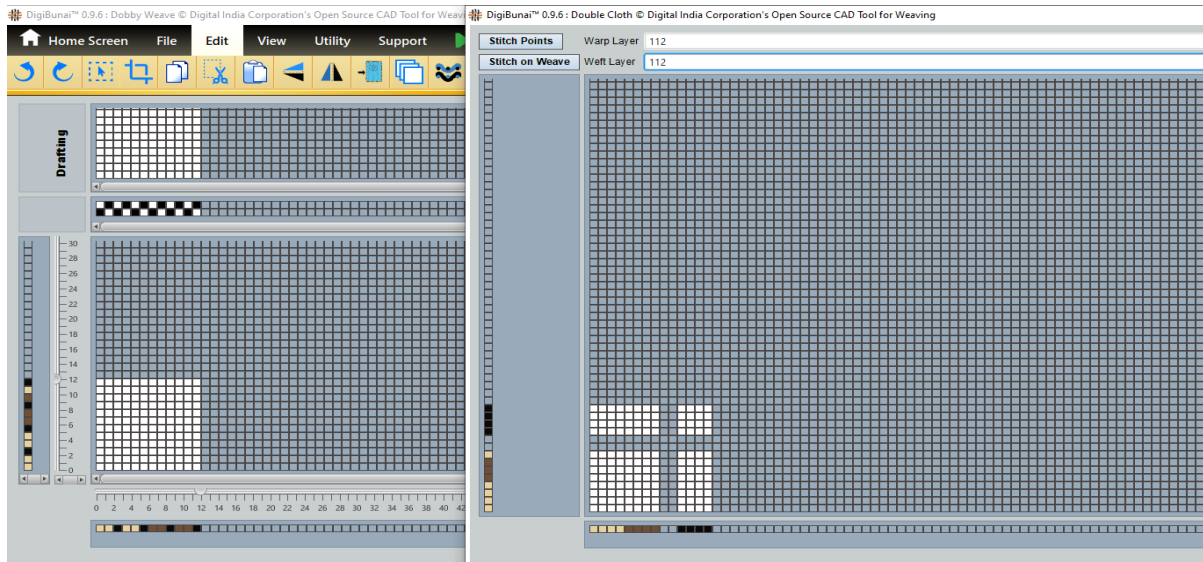 DigiBunai™ 0.9.6 : Dobby Weave © Digital India Corporation's Open Source CAD Tool for Weavi
Home Screen File Edit View Utility Support
Drafting
30
28
26
24
22
20
18
16
14
12
10
8
6
4
2
0
0 2 4 6 8 10 12 14 16 18 20 22 24 26 28 30 32 34 36 38 40 42
DigiBunai™ 0.9.6 : Double Cloth © Digital India Corporation's Open Source CAD Tool for Weaving
Stitch Points Warp Layer 112
Stitch on Weave Weft Layer 112